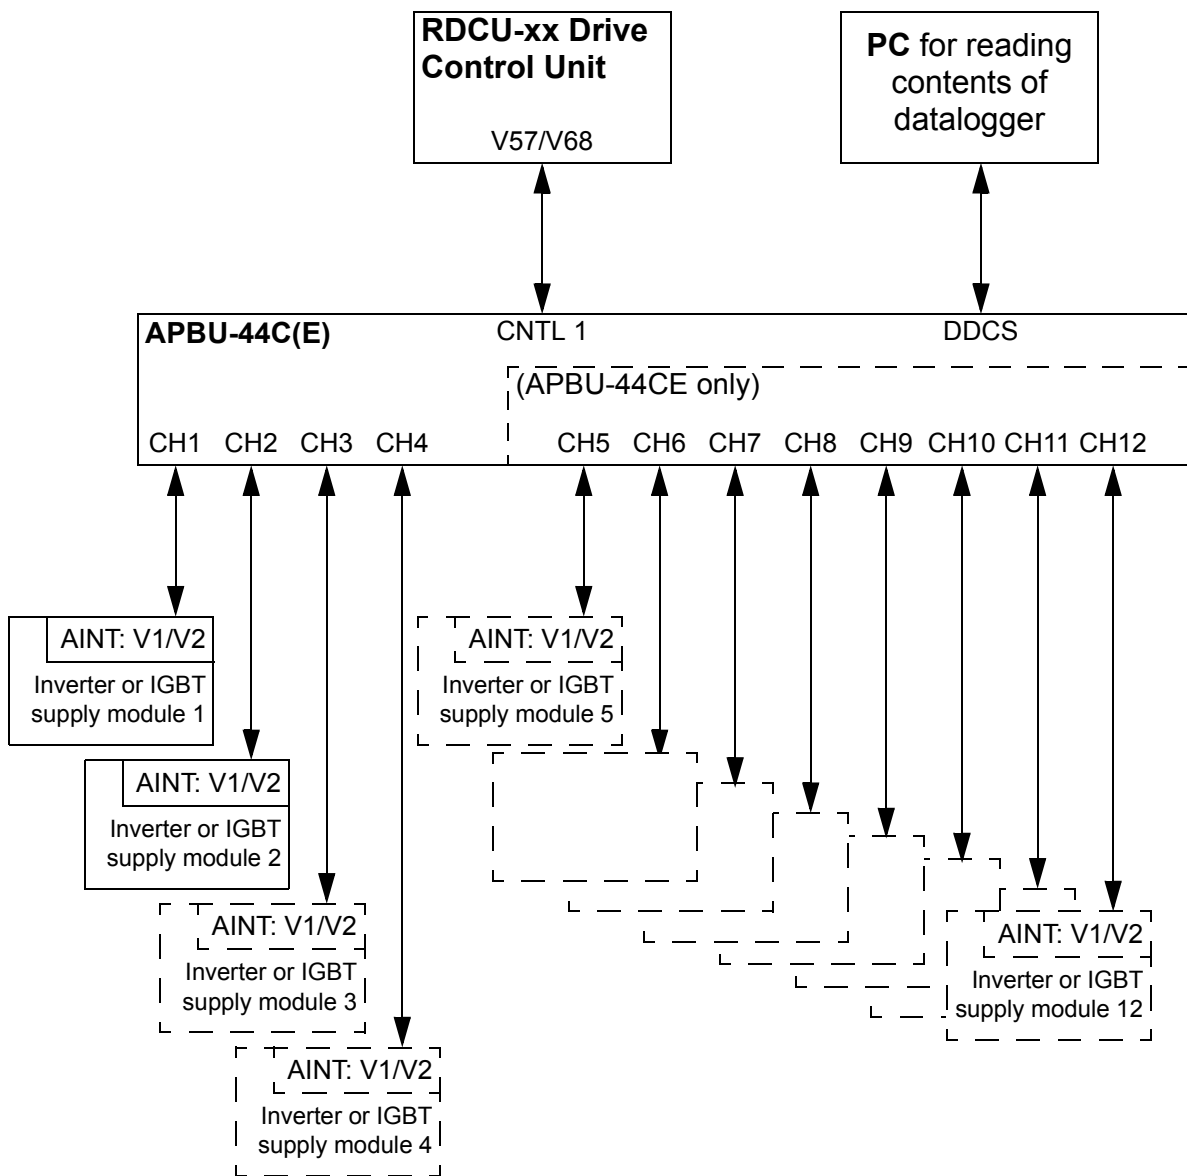 RDCU-xx Drive
Control Unit
V57/V68
PC for reading
contents of
datalogger
APBU-44C(E)
CNTL 1
DDCS
(APBU-44CE only)
CH1 CH2 CH3 CH4 CH5 CH6 CH7 CH8 CH9 CH10 CH11 CH12
AINT: V1/V2
Inverter or IGBT
supply module 1
AINT: V1/V2
Inverter or IGBT
supply module 2
AINT: V1/V2
Inverter or IGBT
supply module 3
AINT: V1/V2
Inverter or IGBT
supply module 4
AINT: V1/V2
Inverter or IGBT
supply module 5
AINT: V1/V2
Inverter or IGBT
supply module 12